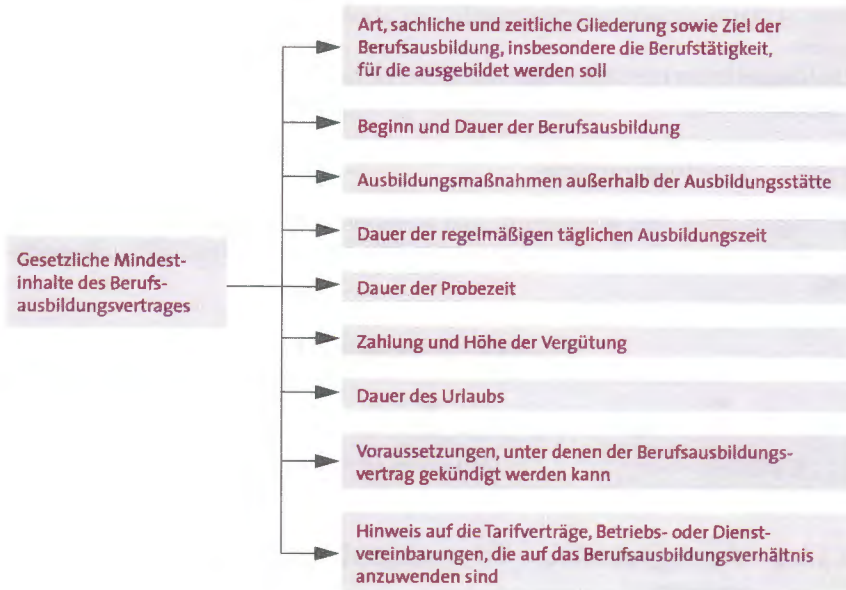 Gesetzliche Mindest-
inhalte des Berufs-
ausbildungsvertrages
Art, sachliche und zeitliche Gliederung sowie Ziel der
Berufsausbildung, insbesondere die Berufstätigkeit,
für die ausgebildet werden soll
Beginn und Dauer der Berufsausbildung
Ausbildungsmaßnahmen außerhalb der Ausbildungsstätte
Dauer der regelmäßigen täglichen Ausbildungszeit
Dauer der Probezeit
Zahlung und Höhe der Vergütung
Dauer des Urlaubs
Voraussetzungen, unter denen der Berufsausbildungs-
vertrag gekündigt werden kann
Hinweis auf die Tarifverträge, Betriebs- oder Dienst-
vereinbarungen, die auf das Berufsausbildungsverhältnis
anzuwenden sind